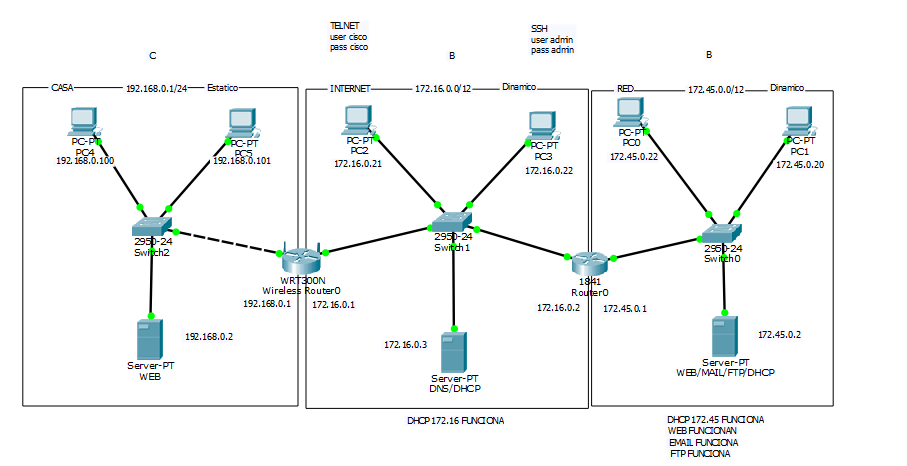 TELNET
user cisco
pass cisco
SSH
user admin
pass admin
C
B
B
CASA
192.168.0.1/24
Estatico
INTERNET
172.16.0.0/12
Dinamico
RED
172.45.0.0/12
Dinamico
PC-PT
PC4
192.168.0.100
PC-PT
PC5
192.168.0.101
PC-PT
PC2
172.16.0.21
PC-PT
PC3
172.16.0.22
PC-PT
PC0
172.45.0.22
PC-PT
PC1
172.45.0.20
2950-24
Switch2
2950-24
Switch1
2950-24
Switch0
WRT300N
Wireless Router0
192.168.0.1
172.16.0.1
1841
Router0
172.16.0.2
172.45.0.1
192.168.0.2
Server-PT
WEB
172.16.0.3
Server-PT
DNS/DHCP
172.45.0.2
Server-PT
WEB/MAIL/FTP/DHCP
DHCP 172.16 FUNCIONA
DHCP 172.45 FUNCIONA
WEB FUNCIONAN
EMAIL FUNCIONA
FTP FUNCIONA